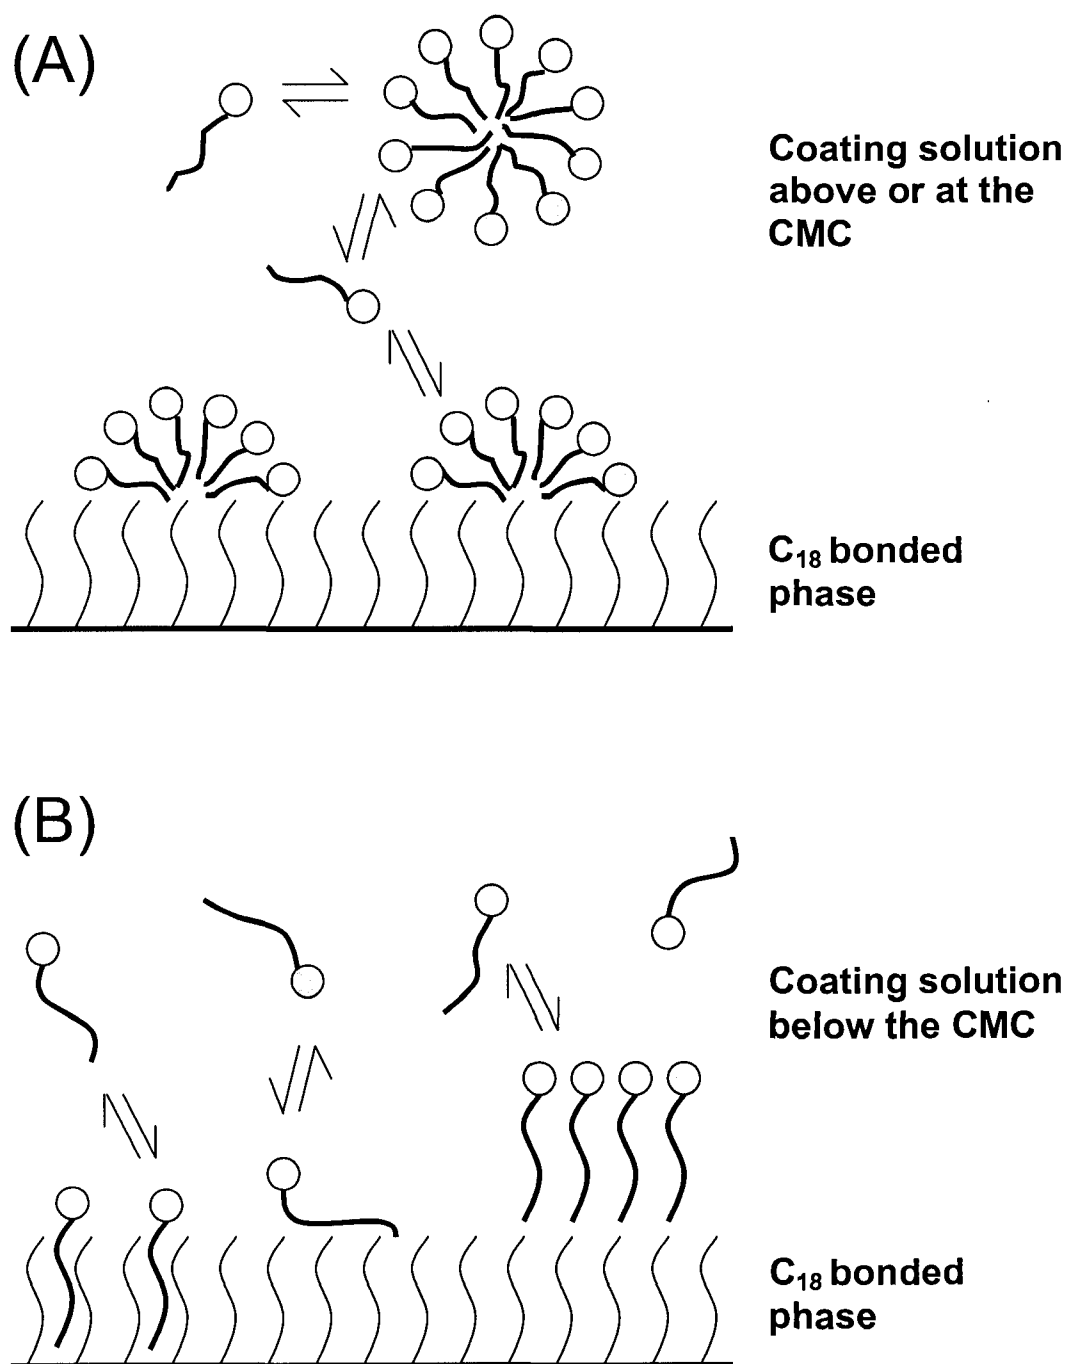 (A)
Coating solution
above or at the
CMC
C₁₈ bonded
phase
(B)
Coating solution
below the CMC
C₁₈ bonded
phase